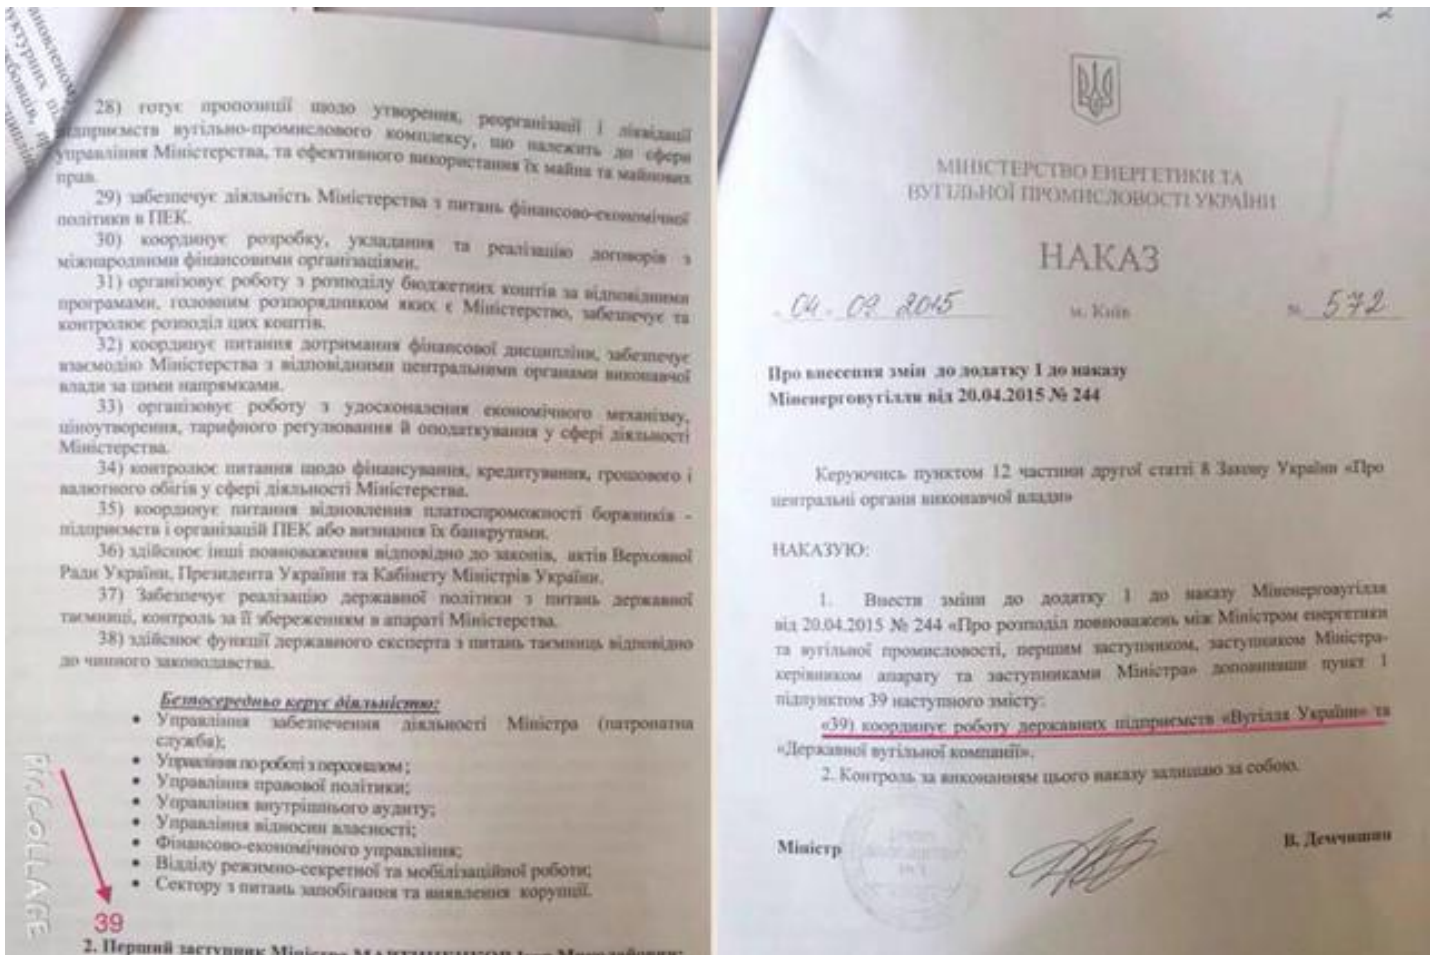 28) готує пропозиції щодо утворення, реорганізації і ліквідації
підприємств вугільно-промислового комплексу, що належить до сфери
управління Міністерства, та ефективного використання їх майна та майнових
прав.
29) забезпечує діяльність Міністерства з питань фінансово-економічної
політики в ПЕК.
30) координує розробку, укладання та реалізацію договорів з
міжнародними фінансовими організаціями.
31) організовує роботу з розподілу бюджетних коштів за відповідними
програмами, головним розпорядником яких є Міністерство, забезпечує та
контролює розподіл цих коштів.
32) координує питання дотримання фінансової дисципліни, забезпечує
взаємодію Міністерства з відповідними центральними органами виконавчої
влади за цими напрямками.
33) організовує роботу з удосконалення економічного механізму,
ціноутворення, тарифного регулювання й оподаткування у сфері діяльності
Міністерства.
34) контролює питання щодо фінансування, кредитування, грошового і
валютного обігів у сфері діяльності Міністерства.
35) координує питання відновлення платоспроможності боржників -
підприємств і організацій ПЕК або визнання їх банкрутами.
36) здійснює інші повноваження відповідно до законів, актів Верховної
Ради України, Президента України та Кабінету Міністрів України.
37) Забезпечує реалізацію державної політики з питань державної
таємниці, контроль за її збереженням в апараті Міністерства.
38) здійснює функції державного експерта з питань таємниць відповідно
до чинного законодавства.
Безпосередньо керує діяльністю:
• Управління забезпечення діяльності Міністра (патронатна
служба);
• Управління по роботі з персоналом;
• Управління правової політики;
• Управління внутрішнього аудиту;
• Управління відносин власності;
• Фінансово-економічного управління;
• Відділу режимно-секретної та мобілізаційної роботи;
• Сектору з питань запобігання та виявлення корупції.
39
2. Перший заступник Міністра
PIC COLLAGE
МІНІСТЕРСТВО ЕНЕРГЕТИКИ ТА
ВУГІЛЬНОЇ ПРОМИСЛОВОСТІ УКРАЇНИ
НАКАЗ
04.09.2015 м. Київ № 572
Про внесення змін до додатку 1 до наказу
Міненерговугілля від 20.04.2015 № 244
Керуючись пунктом 12 частини другої статті 8 Закону України «Про
центральні органи виконавчої влади»
НАКАЗУЮ:
1. Внести зміни до додатку 1 до наказу Міненерговугілля
від 20.04.2015 № 244 «Про розподіл повноважень між Міністром енергетики
та вугільної промисловості, першим заступником, заступником Міністра-
керівником апарату та заступниками Міністра» доповнивши пункт 1
підпунктом 39 наступного змісту:
«39) координує роботу державних підприємств «Вугілля України» та
«Державної вугільної компанії».
2. Контроль за виконанням цього наказу залишаю за собою.
Міністр В. Демчишин